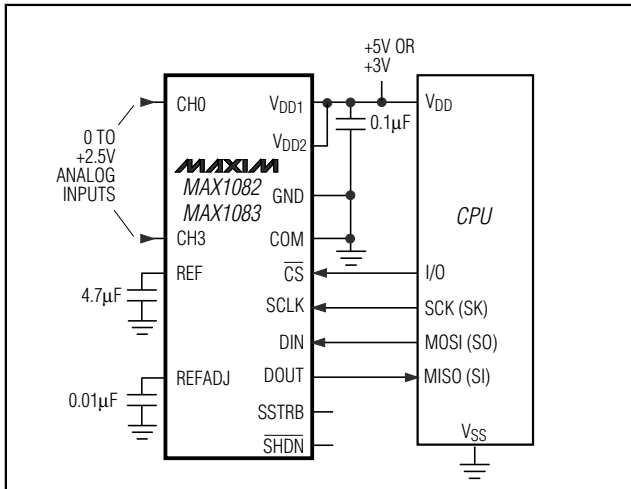 +5V OR
+3V
CH0
VDD1
VDD
0.1µF
0 TO
+2.5V
ANALOG
INPUTS
VDD2
MAXIM
MAX1082
MAX1083
GND
CPU
CH3
COM
REF
CS
I/O
4.7µF
SCLK
SCK (SK)
DIN
MOSI (SO)
REFADJ
DOUT
MISO (SI)
0.01µF
SSTRB
SHDN
VSS